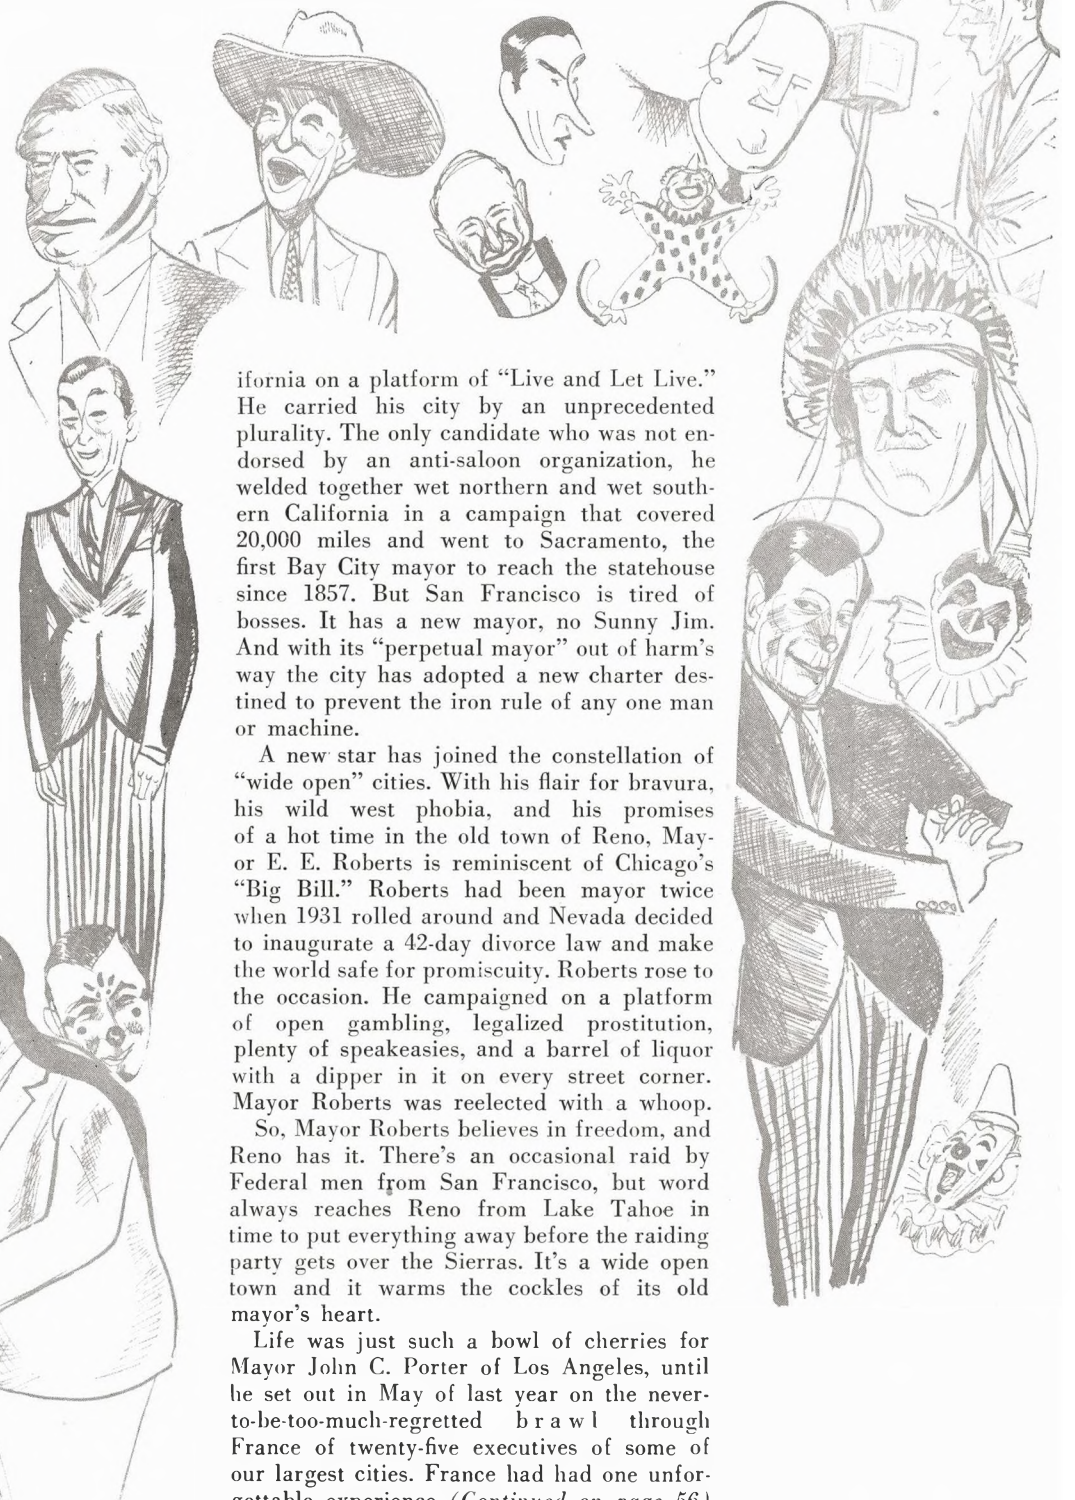 ifornia on a platform of “Live and Let Live.”
He carried his city by an unprecedented
plurality. The only candidate who was not en-
dorsed by an anti-saloon organization, he
welded together wet northern and wet south-
ern California in a campaign that covered
20,000 miles and went to Sacramento, the
first Bay City mayor to reach the statehouse
since 1857. But San Francisco is tired of
bosses. It has a new mayor, no Sunny Jim.
And with its “perpetual mayor” out of harm’s
way the city has adopted a new charter des-
tined to prevent the iron rule of any one man
or machine.
A new star has joined the constellation of
“wide open” cities. With his flair for bravura,
his wild west phobia, and his promises
of a hot time in the old town of Reno, May-
or E. E. Roberts is reminiscent of Chicago’s
“Big Bill.” Roberts had been mayor twice
when 1931 rolled around and Nevada decided
to inaugurate a 42-day divorce law and make
the world safe for promiscuity. Roberts rose to
the occasion. He campaigned on a platform
of open gambling, legalized prostitution,
plenty of speakeasies, and a barrel of liquor
with a dipper in it on every street corner.
Mayor Roberts was reelected with a whoop.
So, Mayor Roberts believes in freedom, and
Reno has it. There’s an occasional raid by
Federal men from San Francisco, but word
always reaches Reno from Lake Tahoe in
time to put everything away before the raiding
party gets over the Sierras. It’s a wide open
town and it warms the cockles of its old
mayor’s heart.
Life was just such a bowl of cherries for
Mayor John C. Porter of Los Angeles, until
he set out in May of last year on the never-
to-be-too-much-regretted brawl through
France of twenty-five executives of some of
our largest cities. France had had one unfor-
gettable experience (Continued on page 56)